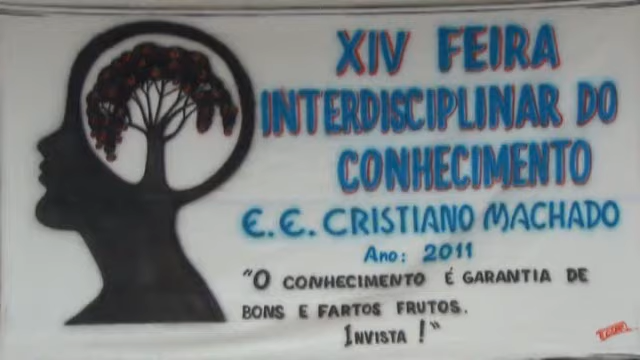 XIV FEIRA
INTERDISCIPLINAR DO
CONHECIMENTO
E.E. CRISTIANO MACHADO
Ano: 2011
"O CONHECIMENTO É GARANTIA DE
BONS E FARTOS FRUTOS.
INVISTA!"